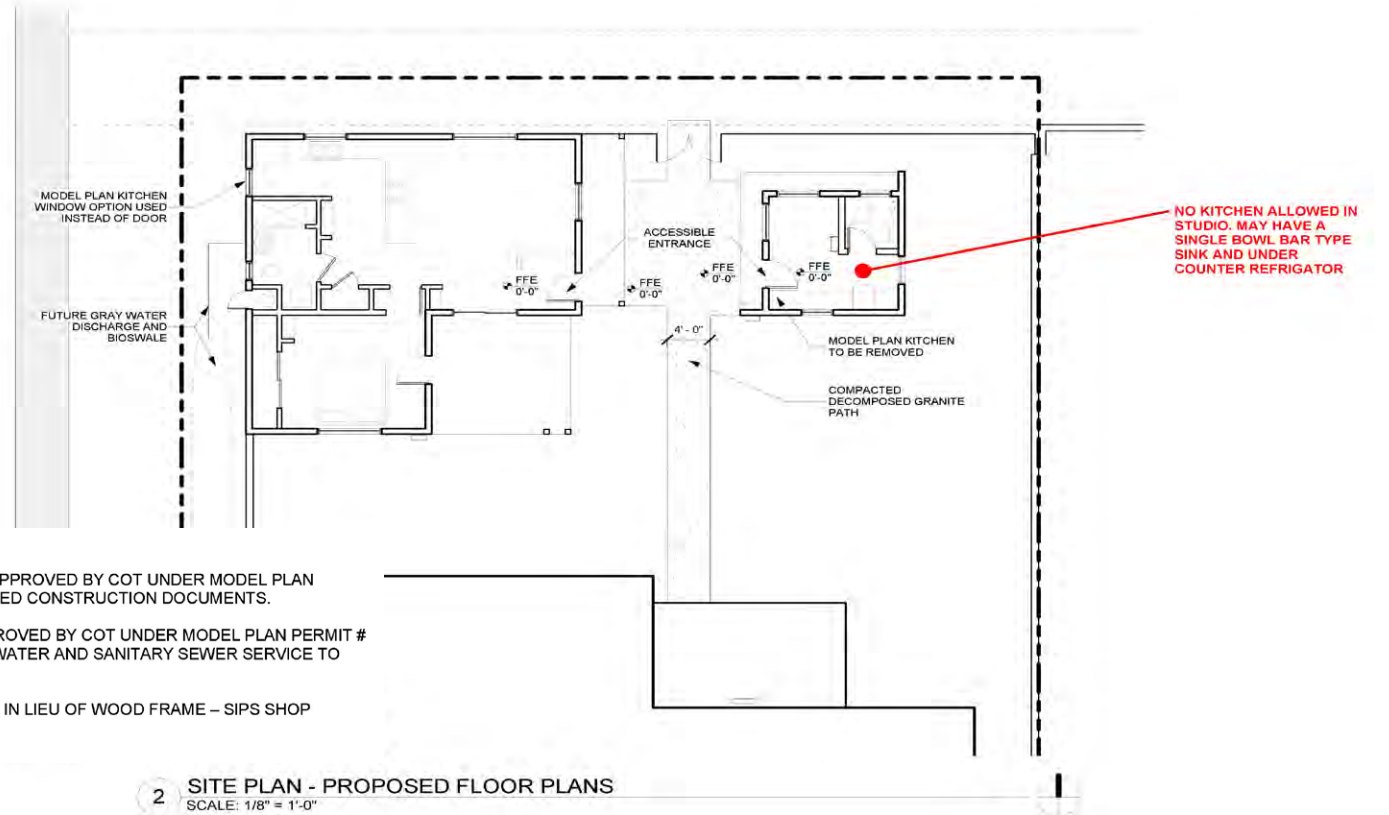 MODEL PLAN KITCHEN
WINDOW OPTION USED
INSTEAD OF DOOR
FUTURE GRAY WATER
DISCHARGE AND
BIOSWALE
ACCESSIBLE
ENTRANCE
FFE
0'-0"
FFE
0'-0"
FFE
0'-0"
FFE
0'-0"
4' - 0"
MODEL PLAN KITCHEN
TO BE REMOVED
COMPACTED
DECOMPOSED GRANITE
PATH
NO KITCHEN ALLOWED IN
STUDIO. MAY HAVE A
SINGLE BOWL BAR TYPE
SINK AND UNDER
COUNTER REFRIGATOR
PPROVED BY COT UNDER MODEL PLAN
ED CONSTRUCTION DOCUMENTS.
ROVED BY COT UNDER MODEL PLAN PERMIT #
WATER AND SANITARY SEWER SERVICE TO
IN LIEU OF WOOD FRAME – SIPS SHOP
2 SITE PLAN - PROPOSED FLOOR PLANS
SCALE: 1/8" = 1'-0"